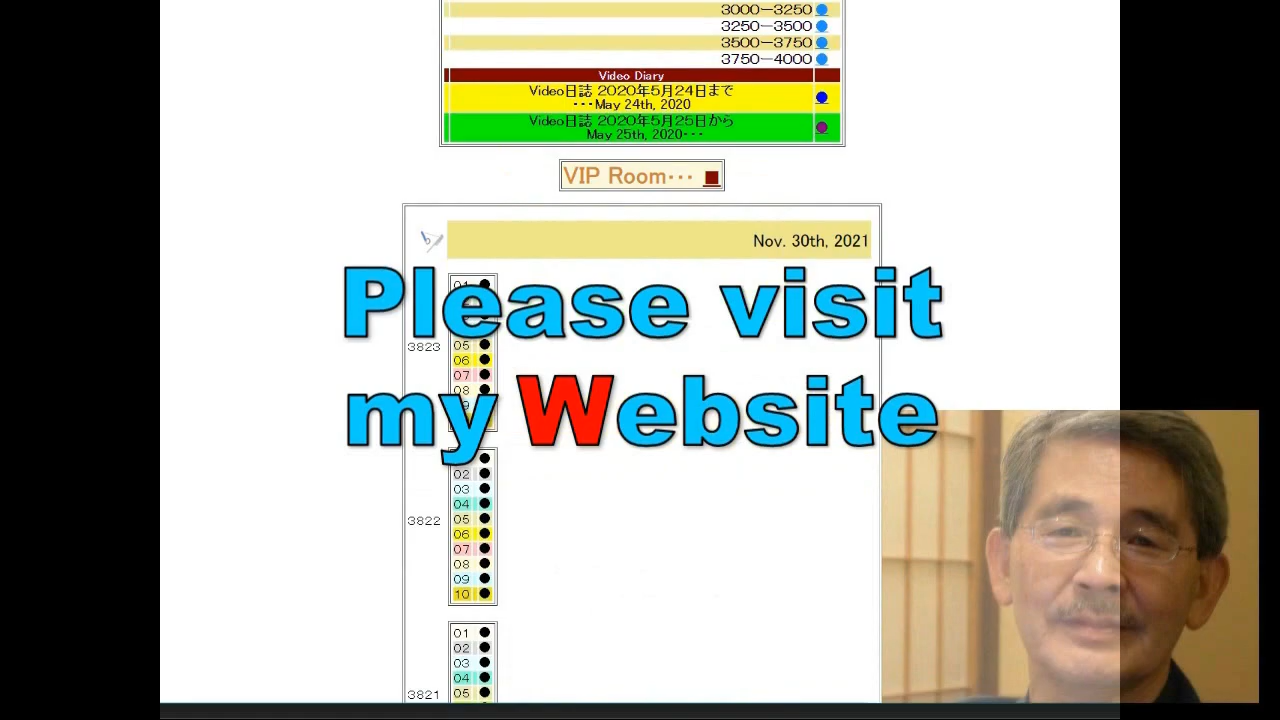 3000－3250
3250－3500
3500－3750
3750－4000
Video Diary
Video日誌 2020年5月24日まで
･･･May 24th, 2020
Video日誌 2020年5月25日から
May 25th, 2020･･･
VIP Room･･･
Nov. 30th, 2021
Please visit
my Website
3823
05
06
07
08
3822
02
03
04
05
06
07
08
09
10
3821
01
02
03
04
05